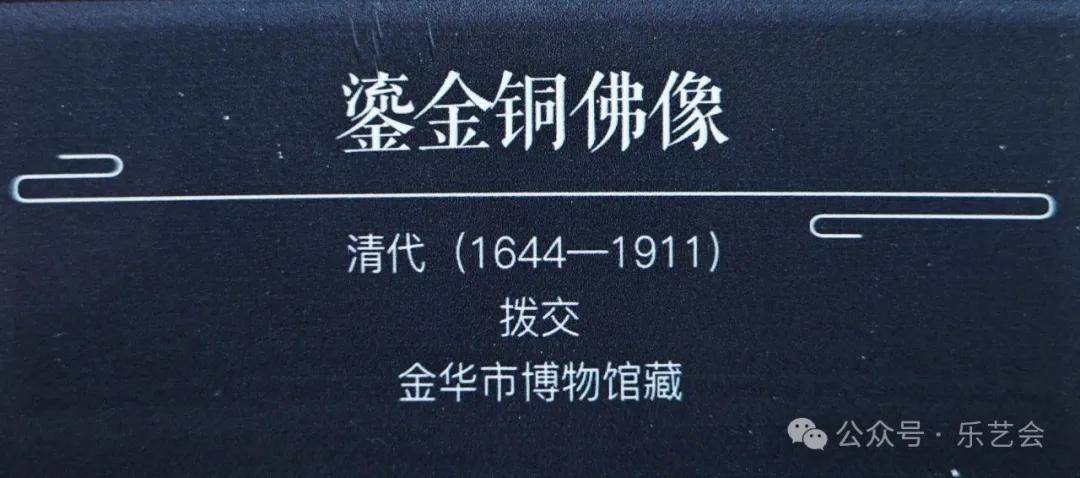 鎏金铜佛像
清代（1644—1911）
拨交
金华市博物馆藏
公众号·乐艺会